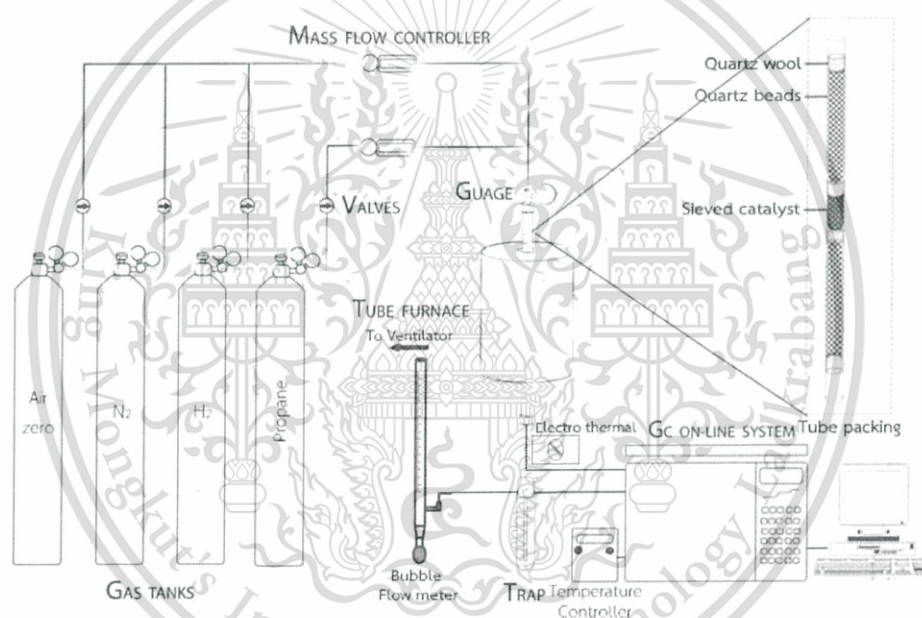 MASS FLOW CONTROLLER
Quartz wool
Quartz beads
Sieved catalyst
GUAGE
VALVES
TUBE FURNACE
To Ventilator
Air
zero
N2
H2
Propane
Electro thermal
GC ON-LINE SYSTEM
Tube packing
GAS TANKS
Bubble
Flow meter
TRAP
Temperature
Controller
King Mongkut's
Technology Ladkrabang